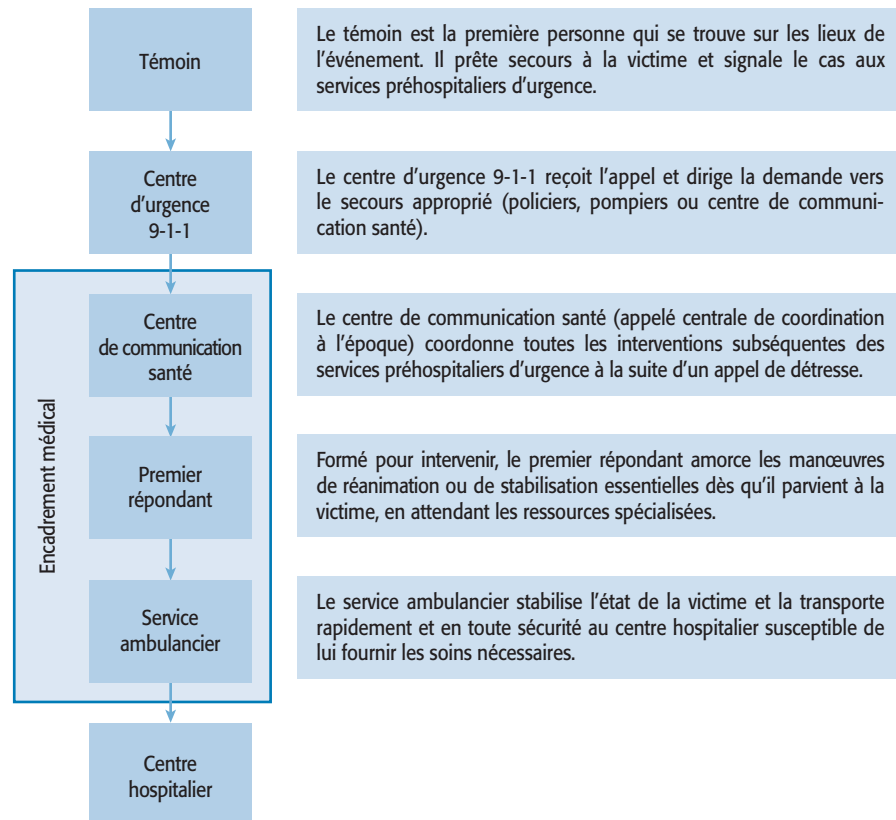 Témoin
Le témoin est la première personne qui se trouve sur les lieux de
l'événement. Il prête secours à la victime et signale le cas aux
services préhospitaliers d'urgence.
Centre
d'urgence
9-1-1
Le centre d'urgence 9-1-1 reçoit l'appel et dirige la demande vers
le secours approprié (policiers, pompiers ou centre de communi-
cation santé).
Encadrement médical
Centre
de communication
santé
Le centre de communication santé (appelé centrale de coordination
à l'époque) coordonne toutes les interventions subséquentes des
services préhospitaliers d'urgence à la suite d'un appel de détresse.
Premier
répondant
Formé pour intervenir, le premier répondant amorce les manœuvres
de réanimation ou de stabilisation essentielles dès qu'il parvient à la
victime, en attendant les ressources spécialisées.
Service
ambulancier
Le service ambulancier stabilise l'état de la victime et la transporte
rapidement et en toute sécurité au centre hospitalier susceptible de
lui fournir les soins nécessaires.
Centre
hospitalier